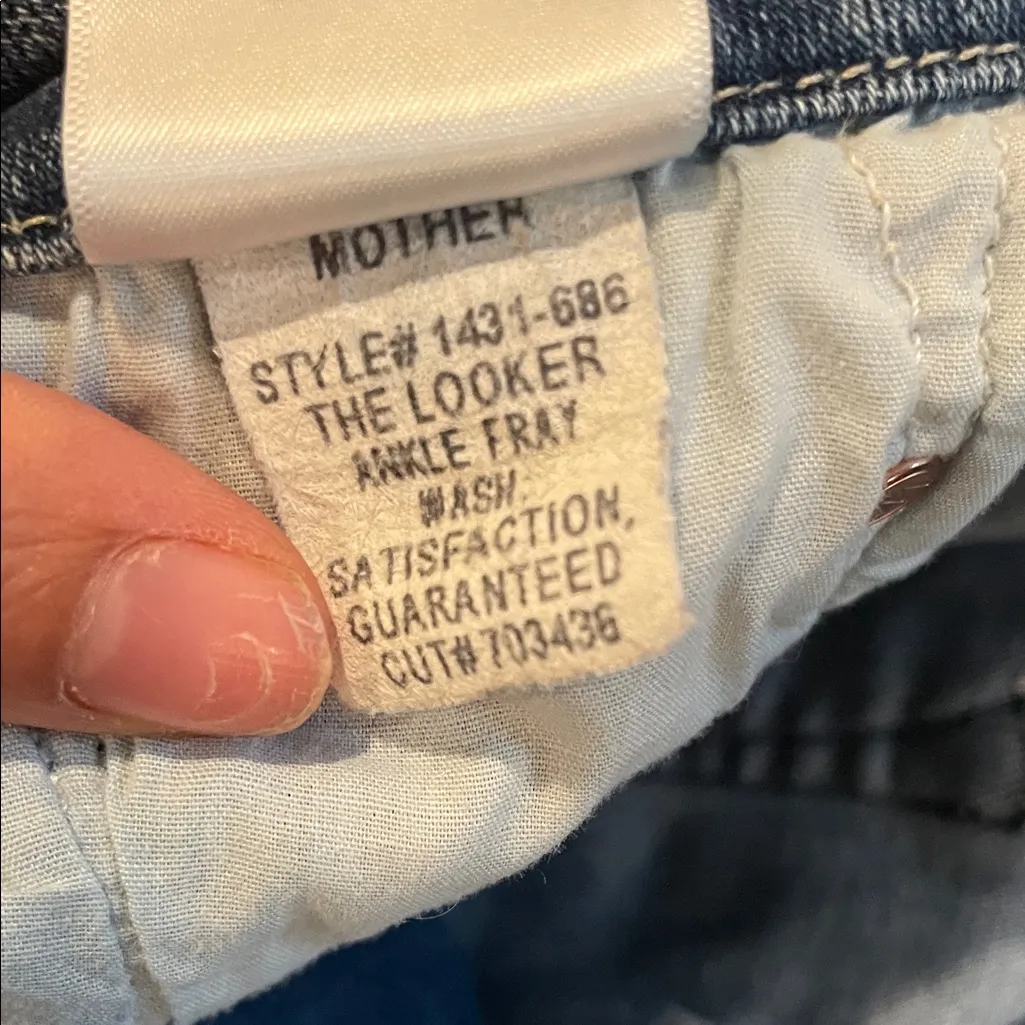 MOTHER
STYLE# 1431-686
THE LOOKER
ANKLE FRAY
WASH
SATISFACTION,
GUARANTEED
CUT# 703436